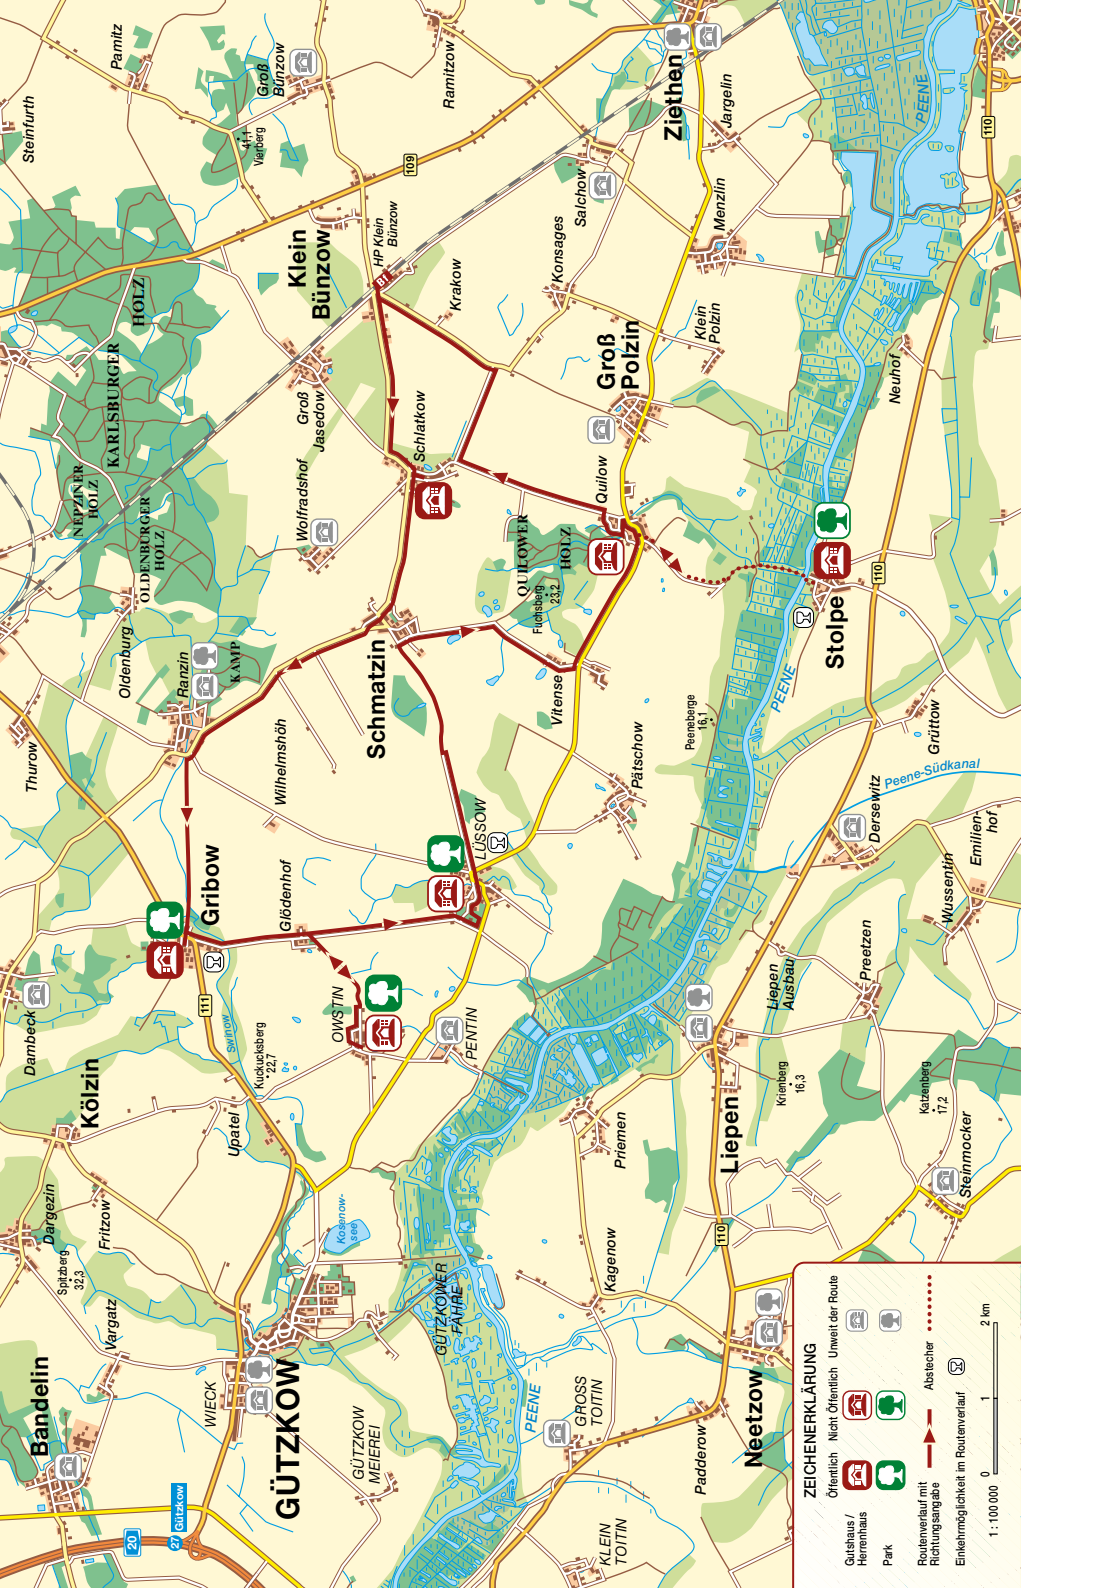 Steinfurth
Pamitz
Groß
Bünzow
41,1
Vierberg
Ramitzow
109
Ziethen
Jargelin
PEENE
110
Salchow
Menzlin
Konsages
HP Klein
Bünzow
Bf
Klein
Bünzow
Krakow
Klein
Polzin
Groß
Polzin
Neuhof
KARLSBURGER
HOLZ
NEPZINER
HOLZ
OLDENBURGER
HOLZ
Groß
Jasedow
Schlatkow
Wolfradshof
Quilow
QUILOWER
HOLZ
Fuchsberg
23,2
110
Stolpe
PEENE
Oldenburg
Ranzin
KAMP
Schmatzin
Vitense
Peeneberge
16,1
Pätschow
Grüttow
Peene-Südkanal
Thurow
Wilhelmshöh
LÜSSOW
Dersewitz
Emilien-
hof
Wussentin
Gribow
Glödenhof
Preetzen
Liepen
Ausbau
111
Swinow
OWSTIN
PENTIN
Dambeck
Kuckucksberg
22,7
Kölzin
Upatel
Krienberg
16,3
Katzenberg
17,2
Steinmocker
Liepen
Priemen
110
Dargezin
Fritzow
Spitzberg
32,3
Kosenow-
see
Kagenow
GÜTZKOWER
FÄHRE
Vargatz
Bandelin
WIECK
GÜTZKOW
GÜTZKOW
MEIEREI
PEENE
GROSS
TOITIN
Padderow
Neetzow
KLEIN
TOITIN
20
27 Gützkow
ZEICHENERKLÄRUNG
Öffentlich Nicht Öffentlich Unweit der Route
Gutshaus /
Herrenhaus
Park
Routenverlauf mit
Richtungsangabe
Abstecher
Einkehrmöglichkeit im Routenverlauf
1 : 100 000
0 1 2 km